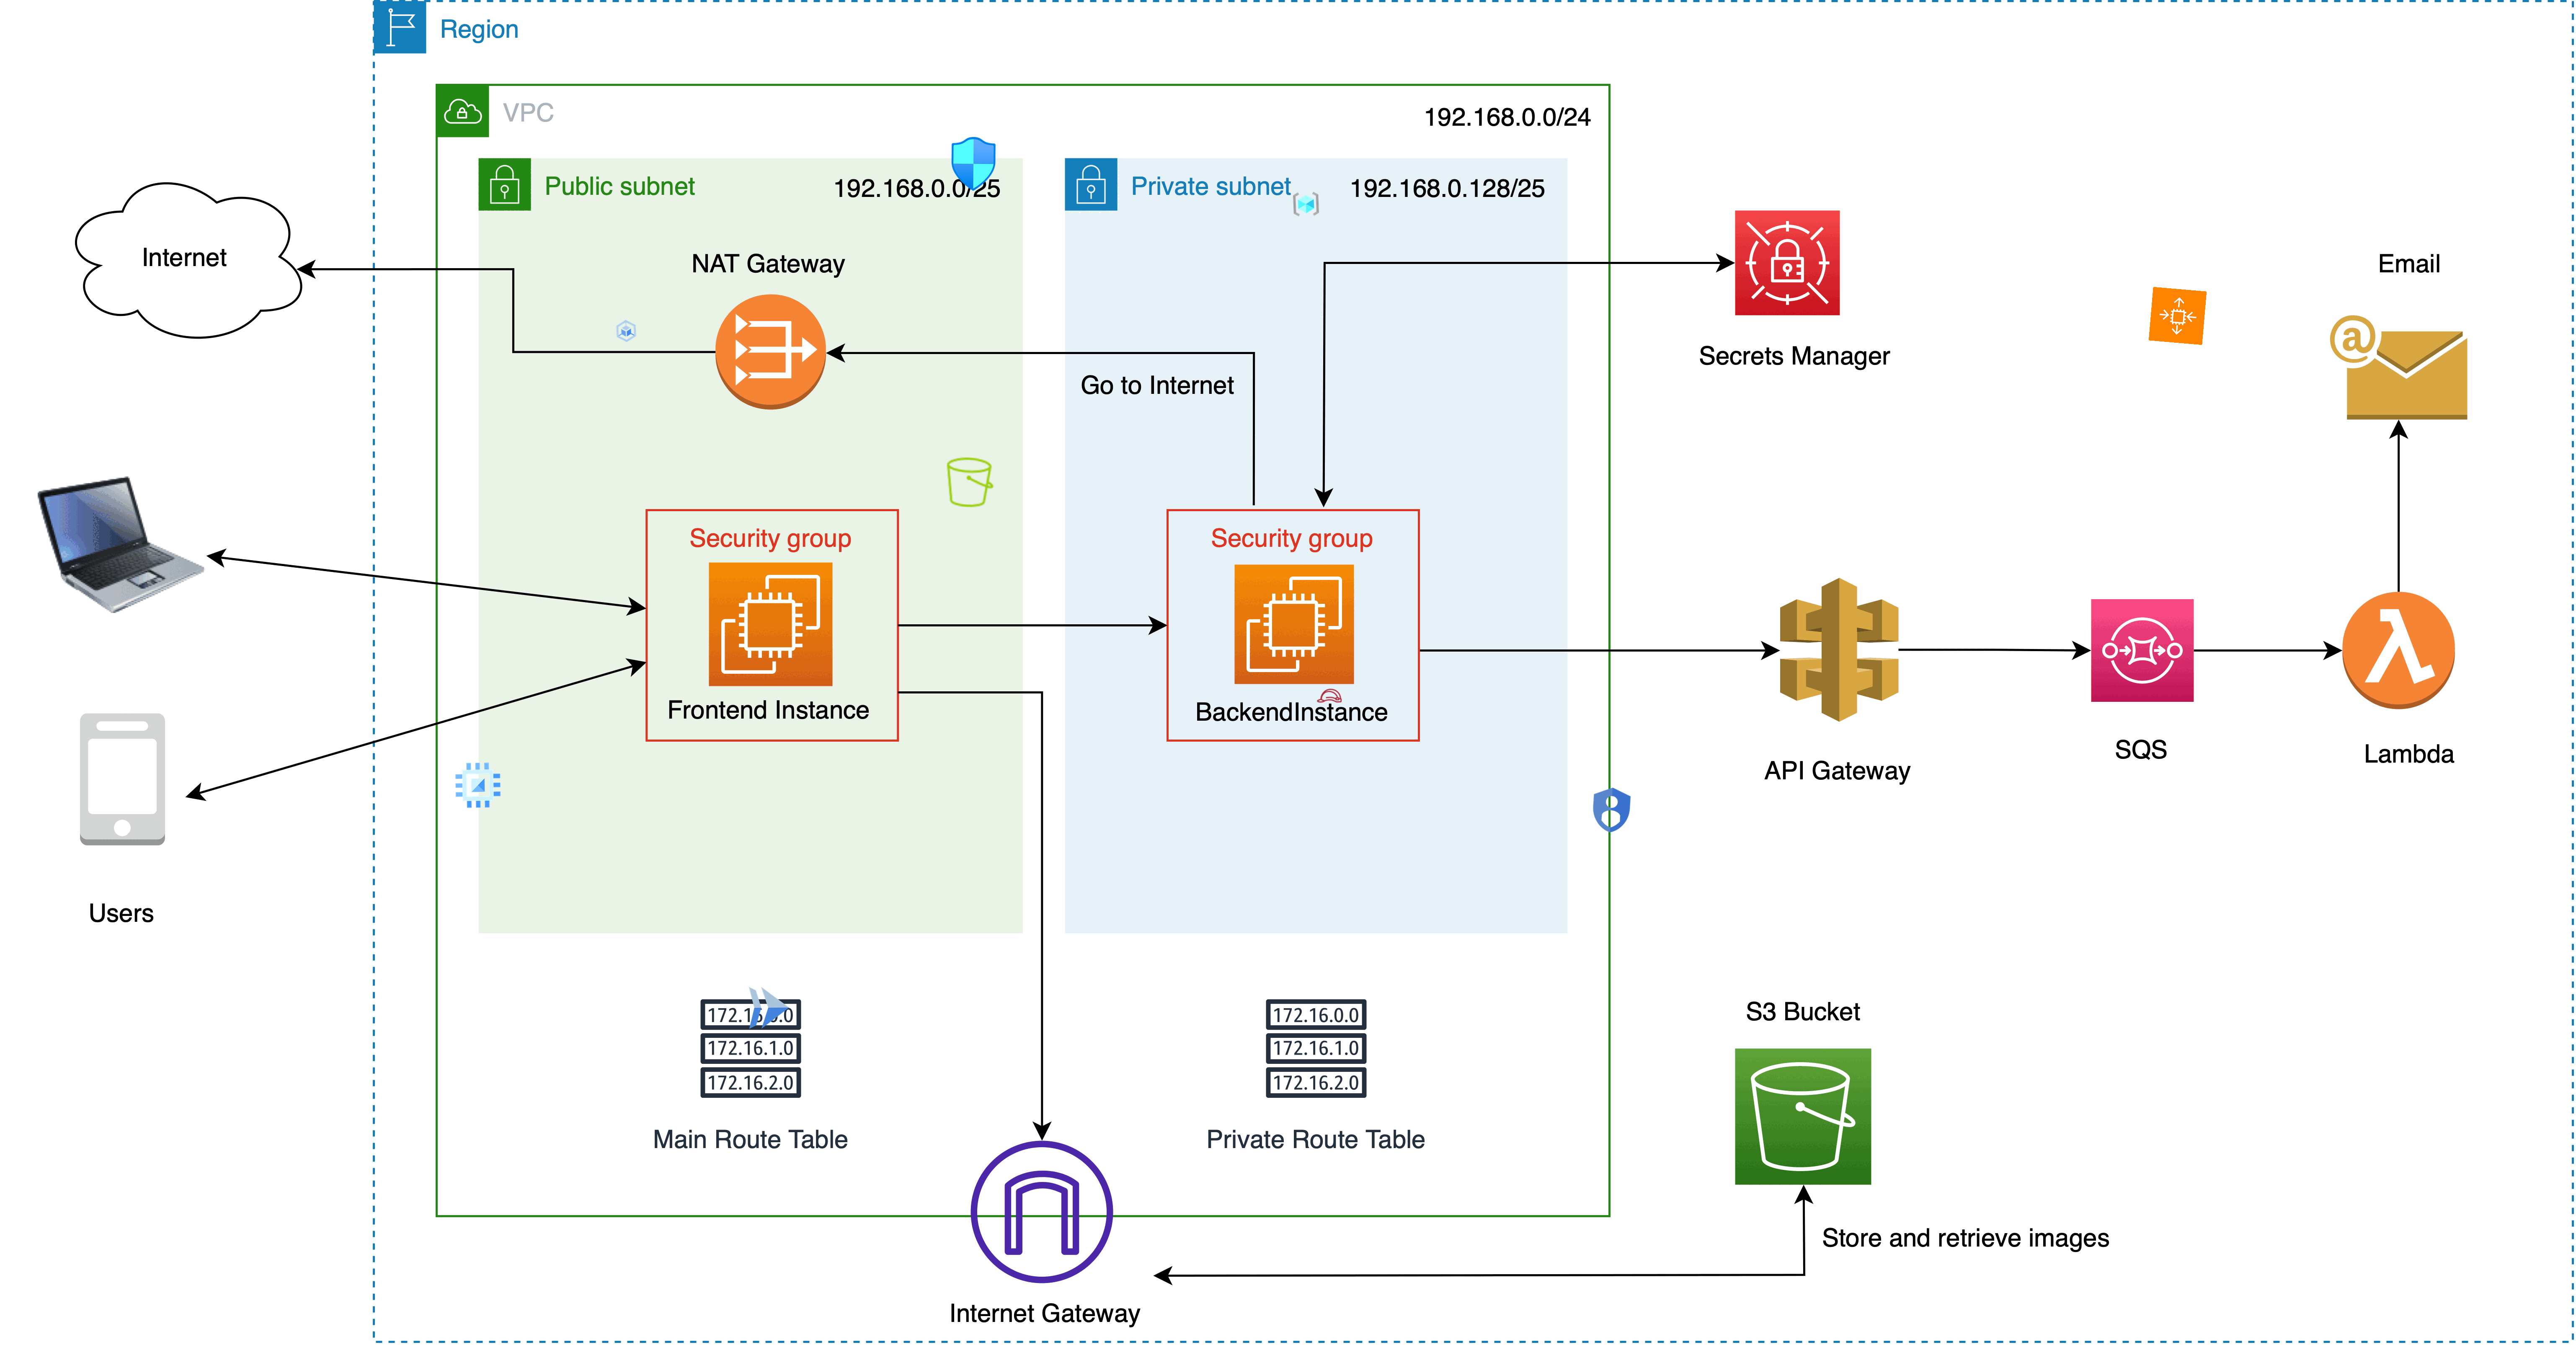 Region
VPC
192.168.0.0/24
Public subnet
192.168.0.0/25
Private subnet
192.168.0.128/25
Internet
NAT Gateway
Go to Internet
Secrets Manager
Email
@
Security group
Frontend Instance
Security group
BackendInstance
API Gateway
SQS
Lambda
Users
172.16.0.0
172.16.1.0
172.16.2.0
Main Route Table
172.16.0.0
172.16.1.0
172.16.2.0
Private Route Table
S3 Bucket
Store and retrieve images
Internet Gateway